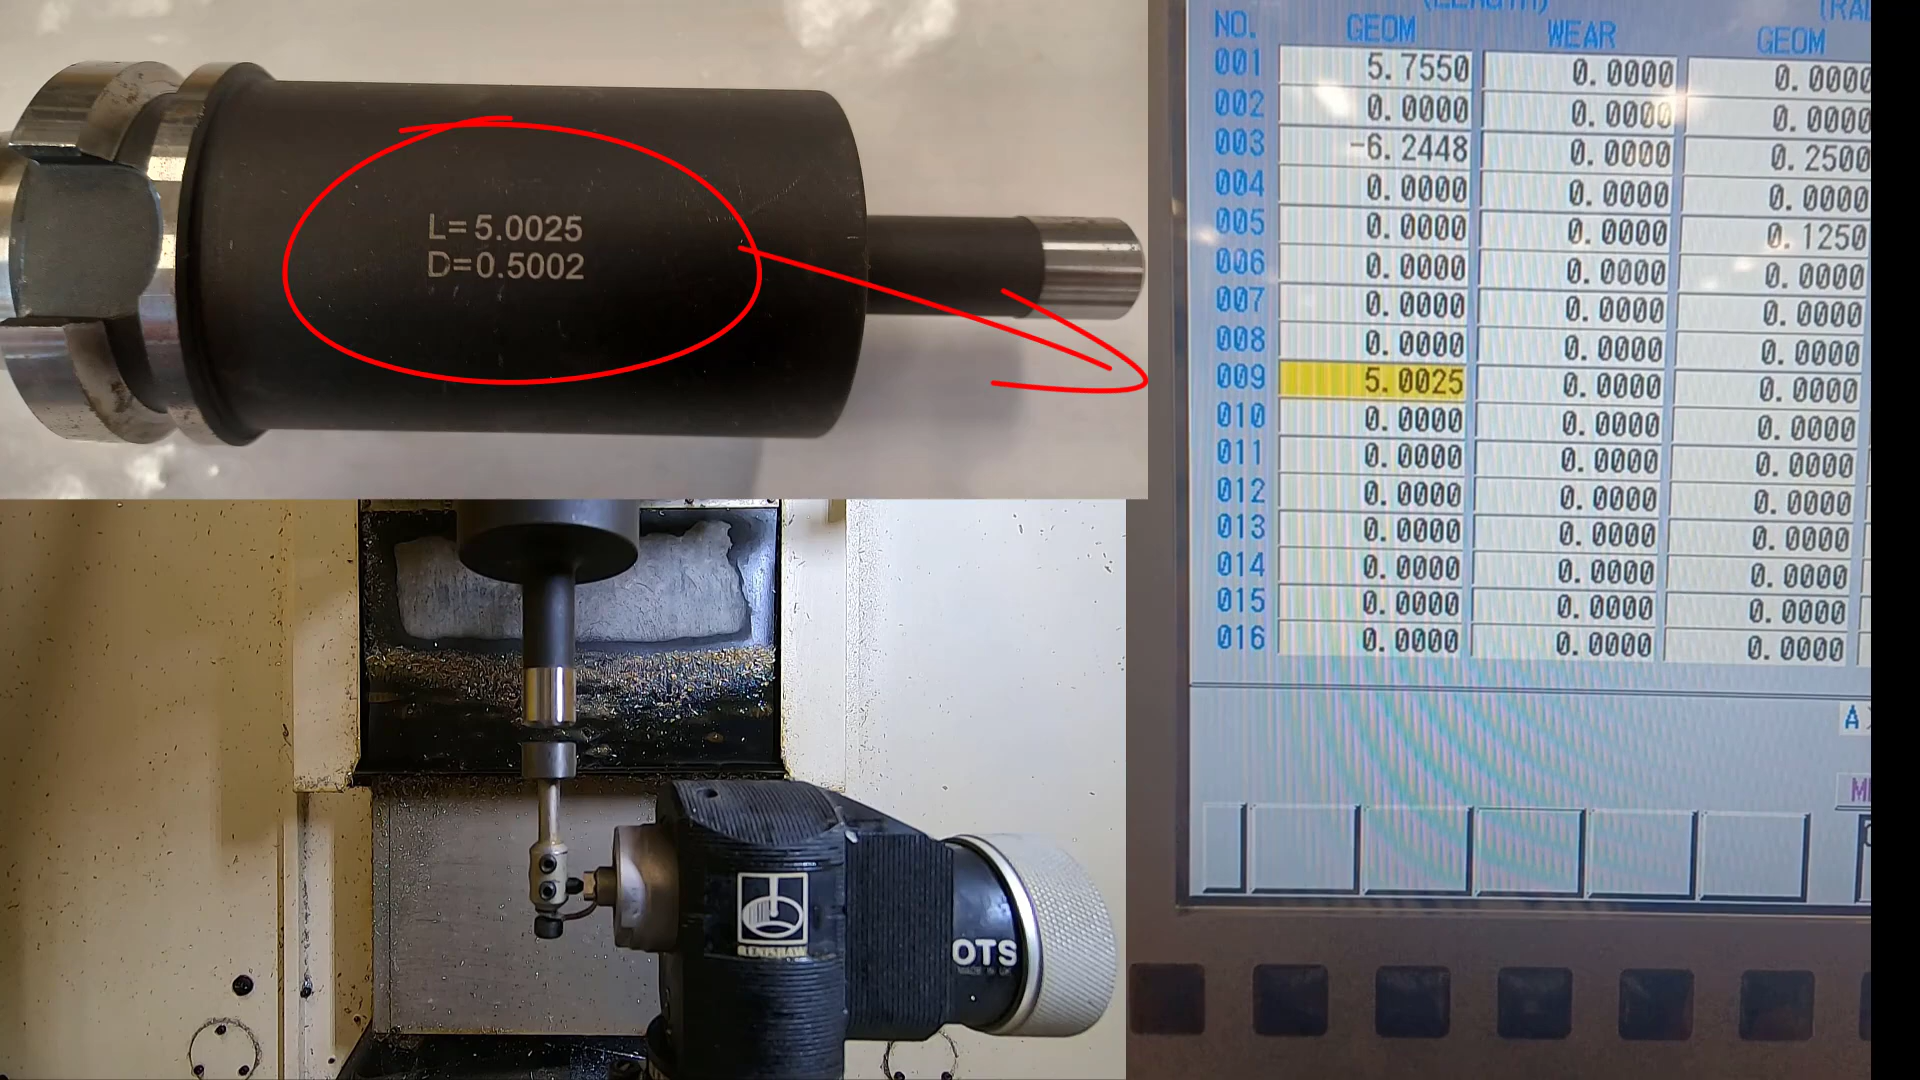 L=5.0025
D=0.5002
RENISHAW
OTS
MADE IN UK
(LENGTH)
NO. GEOM WEAR GEOM
001 5.7550 0.0000 0.0000
002 0.0000 0.0000 0.0000
003 -6.2448 0.0000 0.2500
004 0.0000 0.0000 0.0000
005 0.0000 0.0000 0.1250
006 0.0000 0.0000 0.0000
007 0.0000 0.0000 0.0000
008 0.0000 0.0000 0.0000
009 5.0025 0.0000 0.0000
010 0.0000 0.0000 0.0000
011 0.0000 0.0000 0.0000
012 0.0000 0.0000 0.0000
013 0.0000 0.0000 0.0000
014 0.0000 0.0000 0.0000
015 0.0000 0.0000 0.0000
016 0.0000 0.0000 0.0000
A